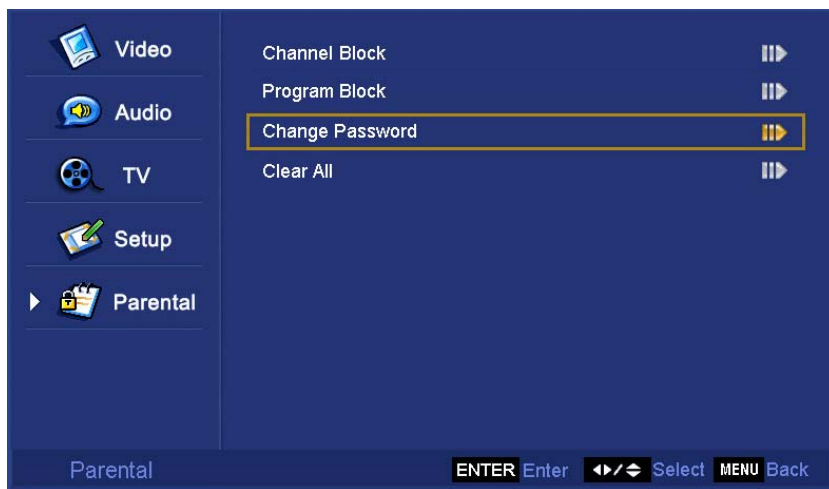 Video
Audio
TV
Setup
Parental
Channel Block
Program Block
Change Password
Clear All
Parental
ENTER Enter Select MENU Back